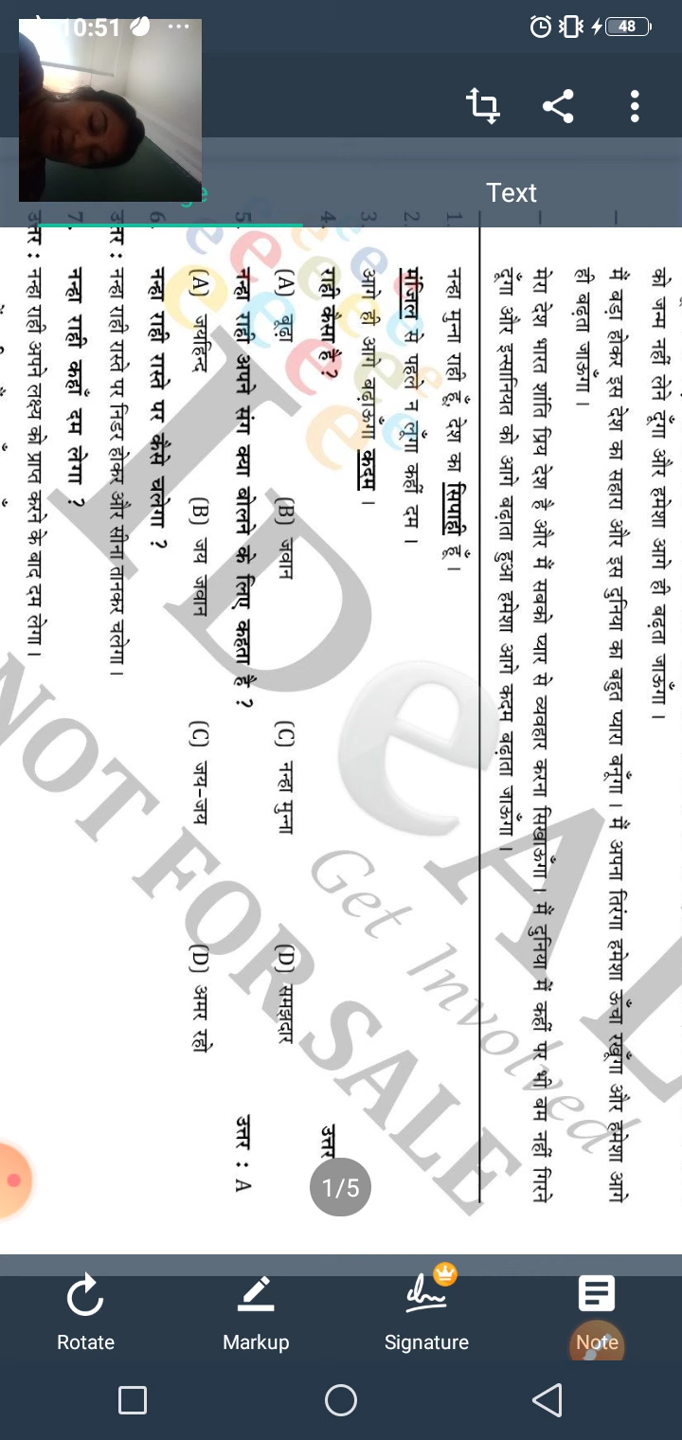 10:51
48
Text
को जन्म नहीं लेने दूँगा और हमेशा आगे ही बढ़ता जाऊँगा ।
— मैं बड़ा होकर इस देश का सहारा और इस दुनिया का बहुत प्यारा बनूँगा । मैं अपना तिरंगा हमेशा ऊँचा रखूँगा और हमेशा आगे
ही बढ़ता जाऊँगा ।
— मेरा देश भारत शांति प्रिय देश है और मैं सबको प्यार से व्यवहार करना सिखाऊँगा । मैं दुनिया में कहीं पर भी बम नहीं गिरने
दूँगा और इन्सानियत को आगे बढ़ाता हुआ हमेशा आगे कदम बढ़ाता जाऊँगा ।
1. नन्हा मुन्ना राही हूँ, देश का सिपाही हूँ ।
2. मंजिल से पहले न लूँगा कहीं दम ।
3. आगे ही आगे बढ़ाऊँगा कदम ।
4. राही कैसा है ? उत्तर
(A) बूढ़ा (B) जवान (C) नन्हा मुन्ना (D) समझदार
5. नन्हा राही अपने संग क्या बोलने के लिए कहता है ? उत्तर : A
(A) जयहिन्द (B) जय जवान (C) जय-जय (D) अमर रहो
6. नन्हा राही रास्ते पर कैसे चलेगा ?
उत्तर : नन्हा राही रास्ते पर निडर होकर और सीना तानकर चलेगा ।
7. नन्हा राही कहाँ दम लेगा ?
उत्तर : नन्हा राही अपने लक्ष्य को प्राप्त करने के बाद दम लेगा ।
IDeAL
Get Involved
NOT FOR SALE
1/5
Rotate Markup Signature Note